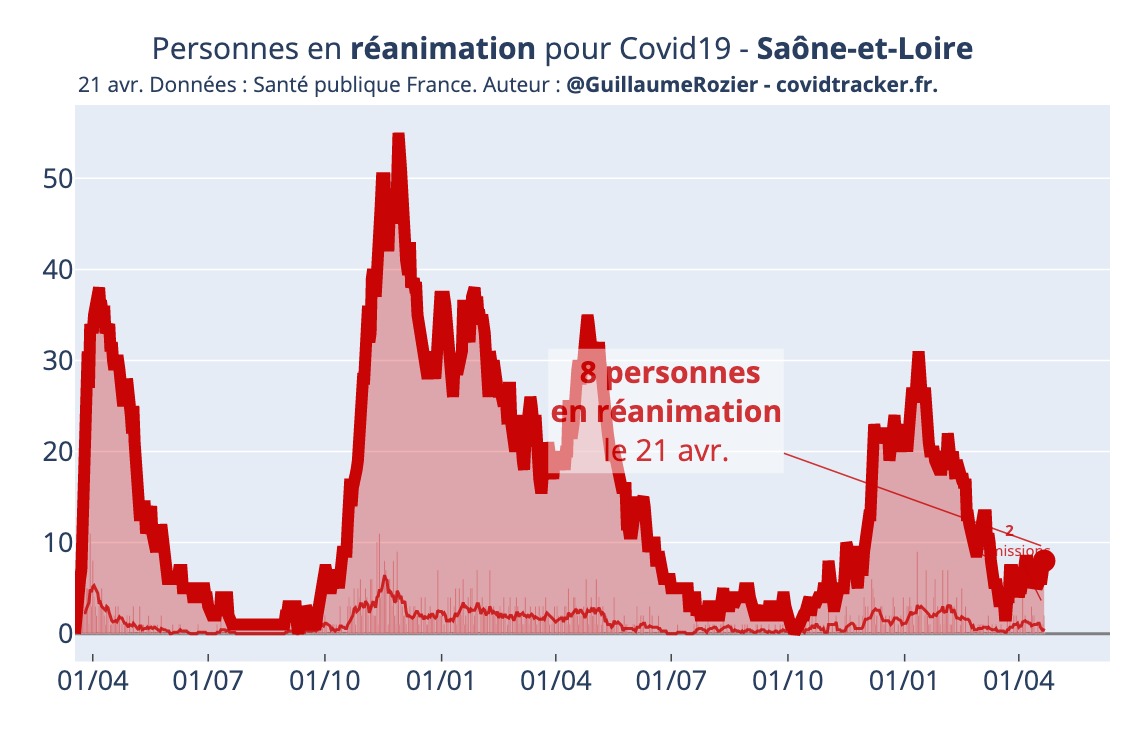 Personnes en réanimation pour Covid19 - Saône-et-Loire
21 avr. Données : Santé publique France. Auteur : @GuillaumeRozier - covidtracker.fr.
50
40
30
20
10
0
8 personnes
en réanimation
le 21 avr.
2
01/04 01/07 01/10 01/01 01/04 01/07 01/10 01/01 01/04